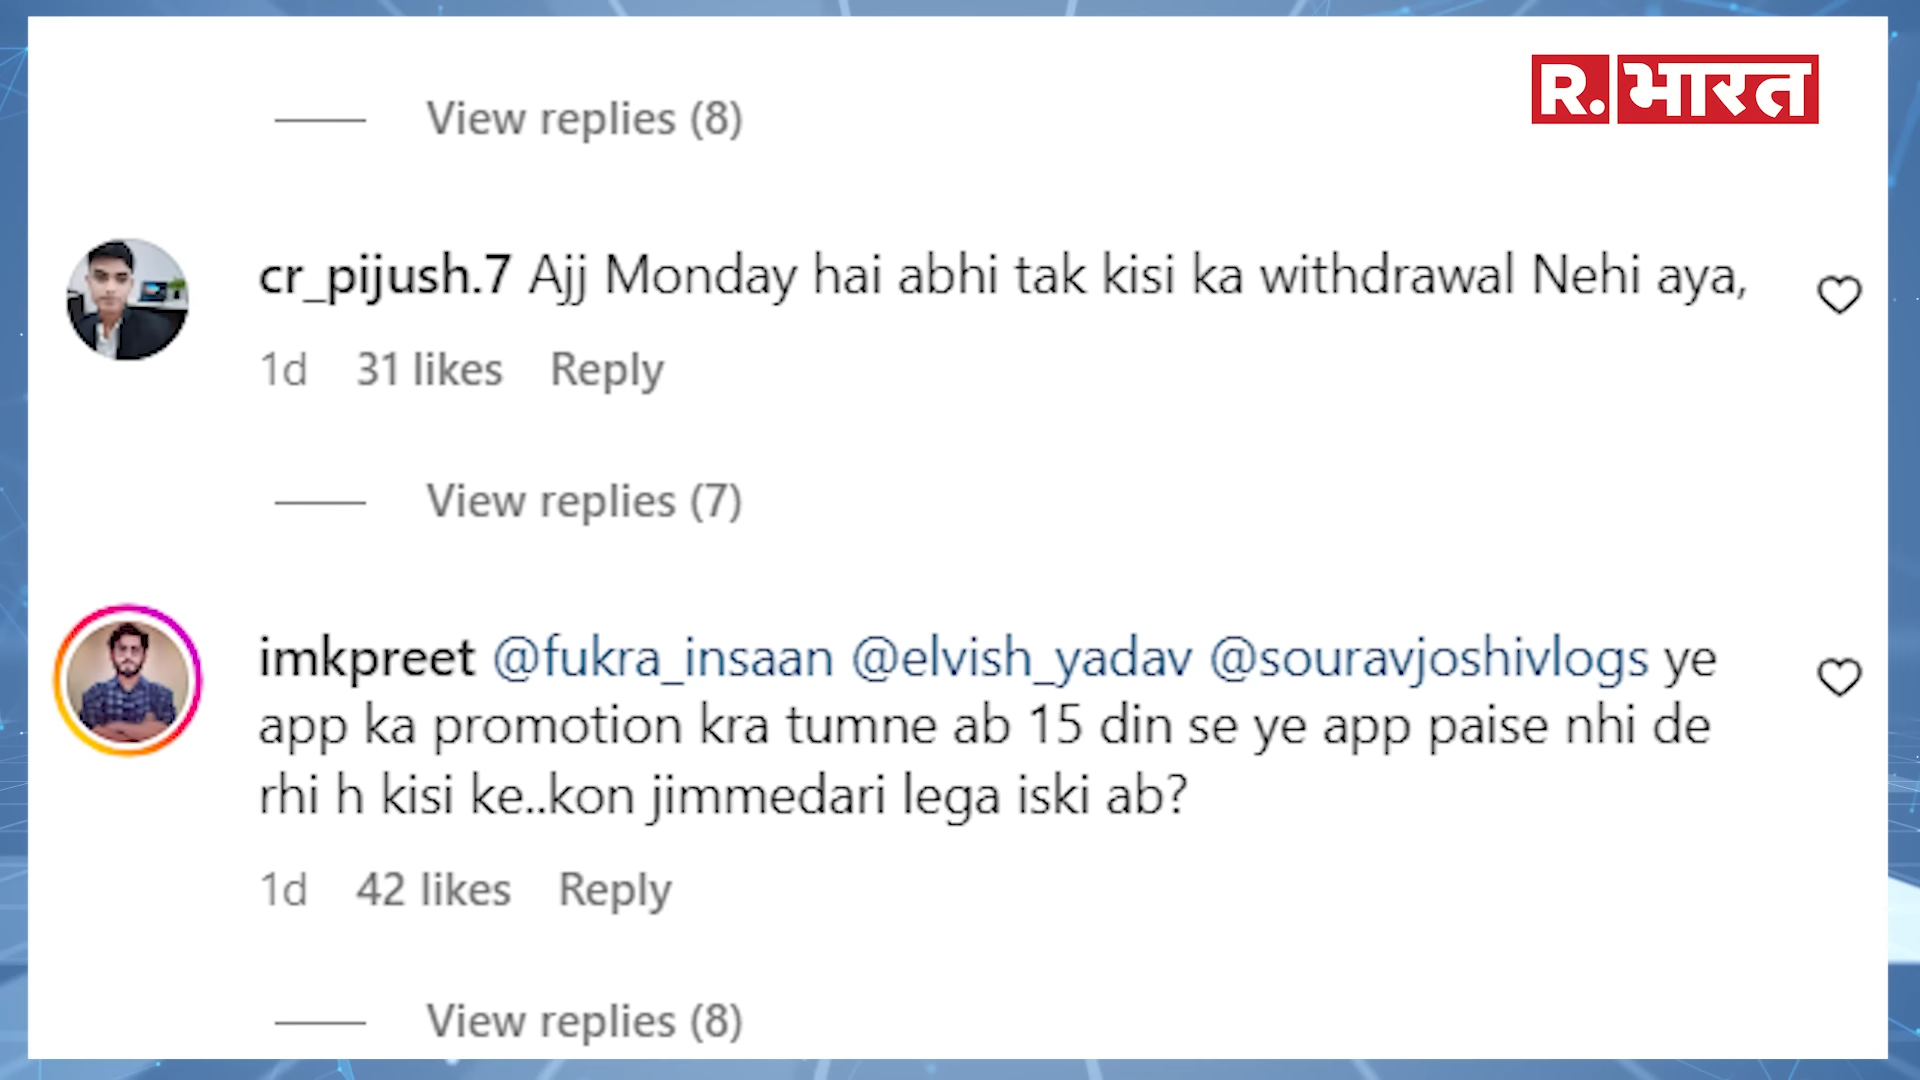 R. भारत
View replies (8)
cr_pijush.7 Ajj Monday hai abhi tak kisi ka withdrawal Nehi aya,
1d 31 likes Reply
View replies (7)
imkpreet @fukra_insaan @elvish_yadav @souravjoshivlogs ye
app ka promotion kra tumne ab 15 din se ye app paise nhi de
rhi h kisi ke..kon jimmedari lega iski ab?
1d 42 likes Reply
View replies (8)